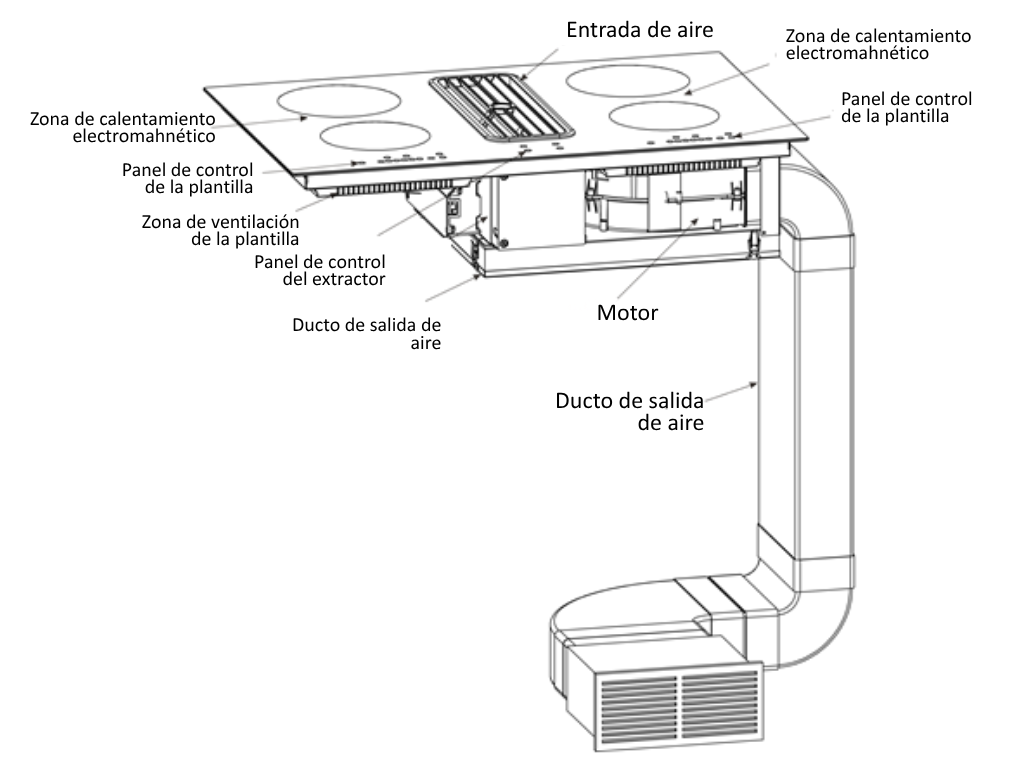 Entrada de aire
Zona de calentamiento
electromahnético
Panel de control
de la plantilla
Zona de calentamiento
electromahnético
Panel de control
de la plantilla
Zona de ventilación
de la plantilla
Panel de control
del extractor
Ducto de salida de
aire
Motor
Ducto de salida
de aire